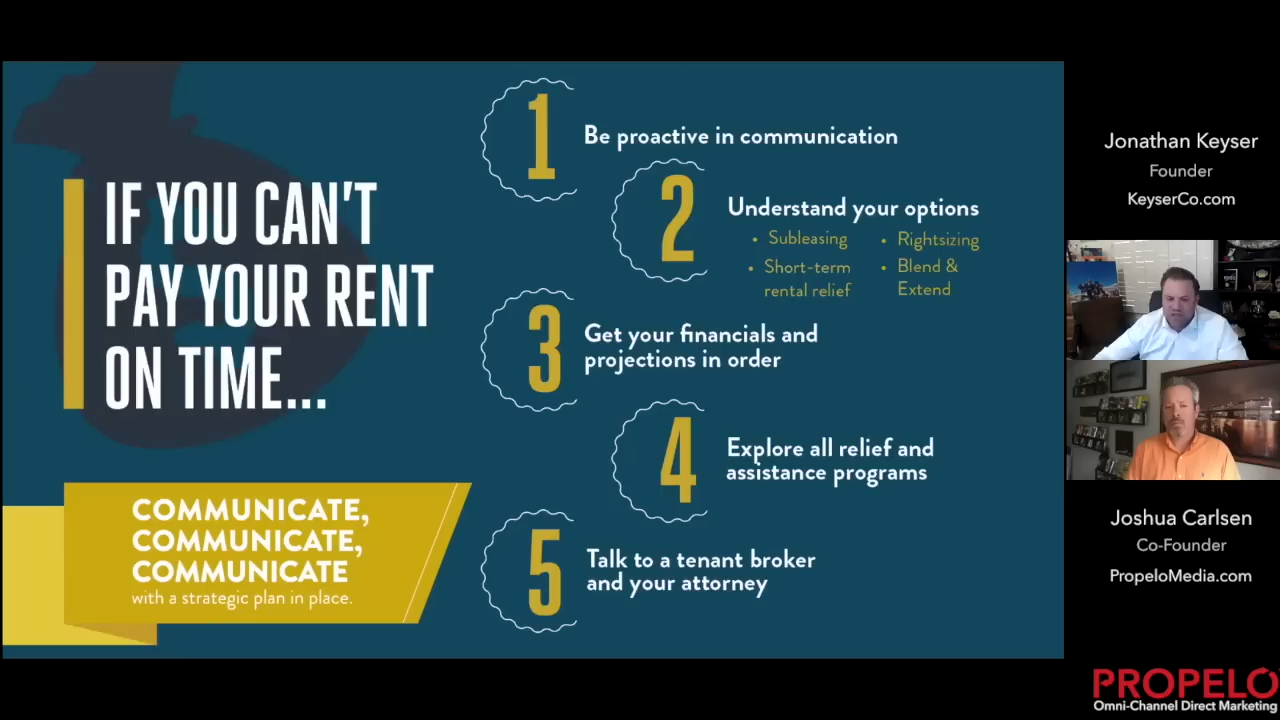 IF YOU CAN'T
PAY YOUR RENT
ON TIME...
COMMUNICATE,
COMMUNICATE,
COMMUNICATE
with a strategic plan in place.
1
Be proactive in communication
2
Understand your options
• Subleasing
• Short-term
rental relief
• Rightsizing
• Blend &
Extend
3
Get your financials and
projections in order
4
Explore all relief and
assistance programs
5
Talk to a tenant broker
and your attorney
Jonathan Keyser
Founder
KeyserCo.com
Joshua Carlsen
Co-Founder
PropeloMedia.com
PROPELO
Omni-Channel Direct Marketing